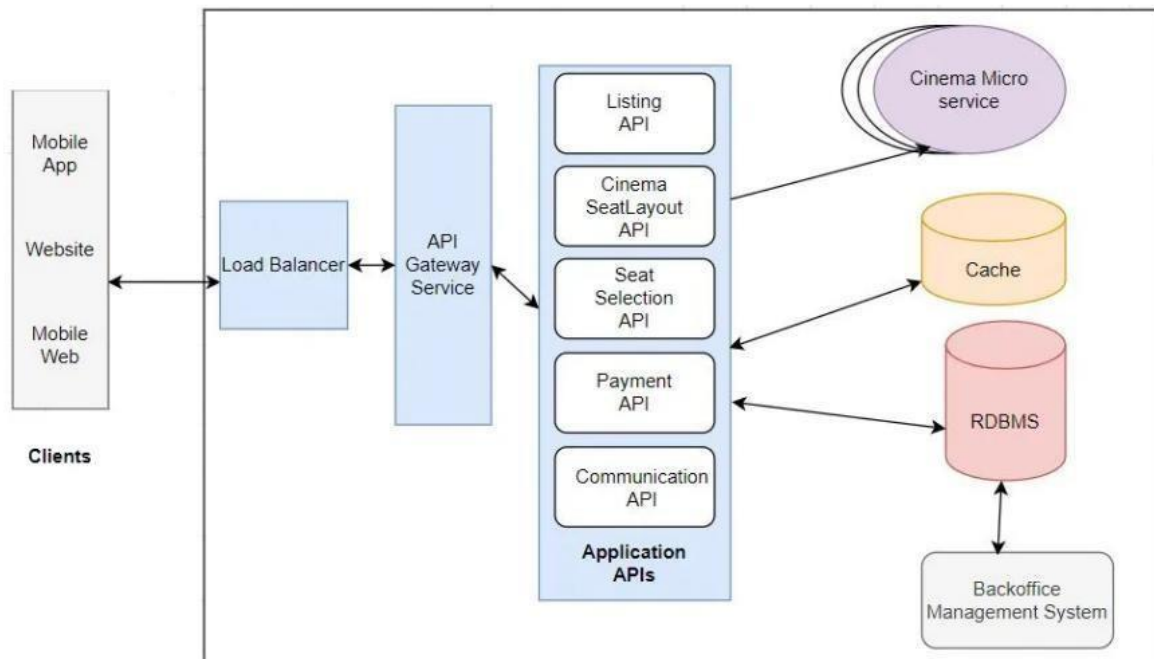 Mobile
App
Website
Mobile
Web
Clients
Load Balancer
API
Gateway
Service
Listing
API
Cinema
SeatLayout
API
Seat
Selection
API
Payment
API
Communication
API
Application
APIs
Cinema Micro
service
Cache
RDBMS
Backoffice
Management System